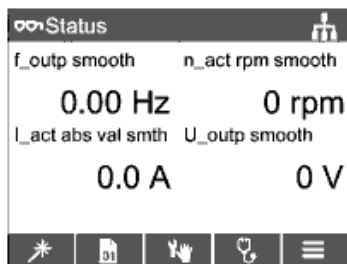 Status
f_outp smooth n_act rpm smooth
0.00 Hz 0 rpm
I_act abs val smth U_outp smooth
0.0 A 0 V
01